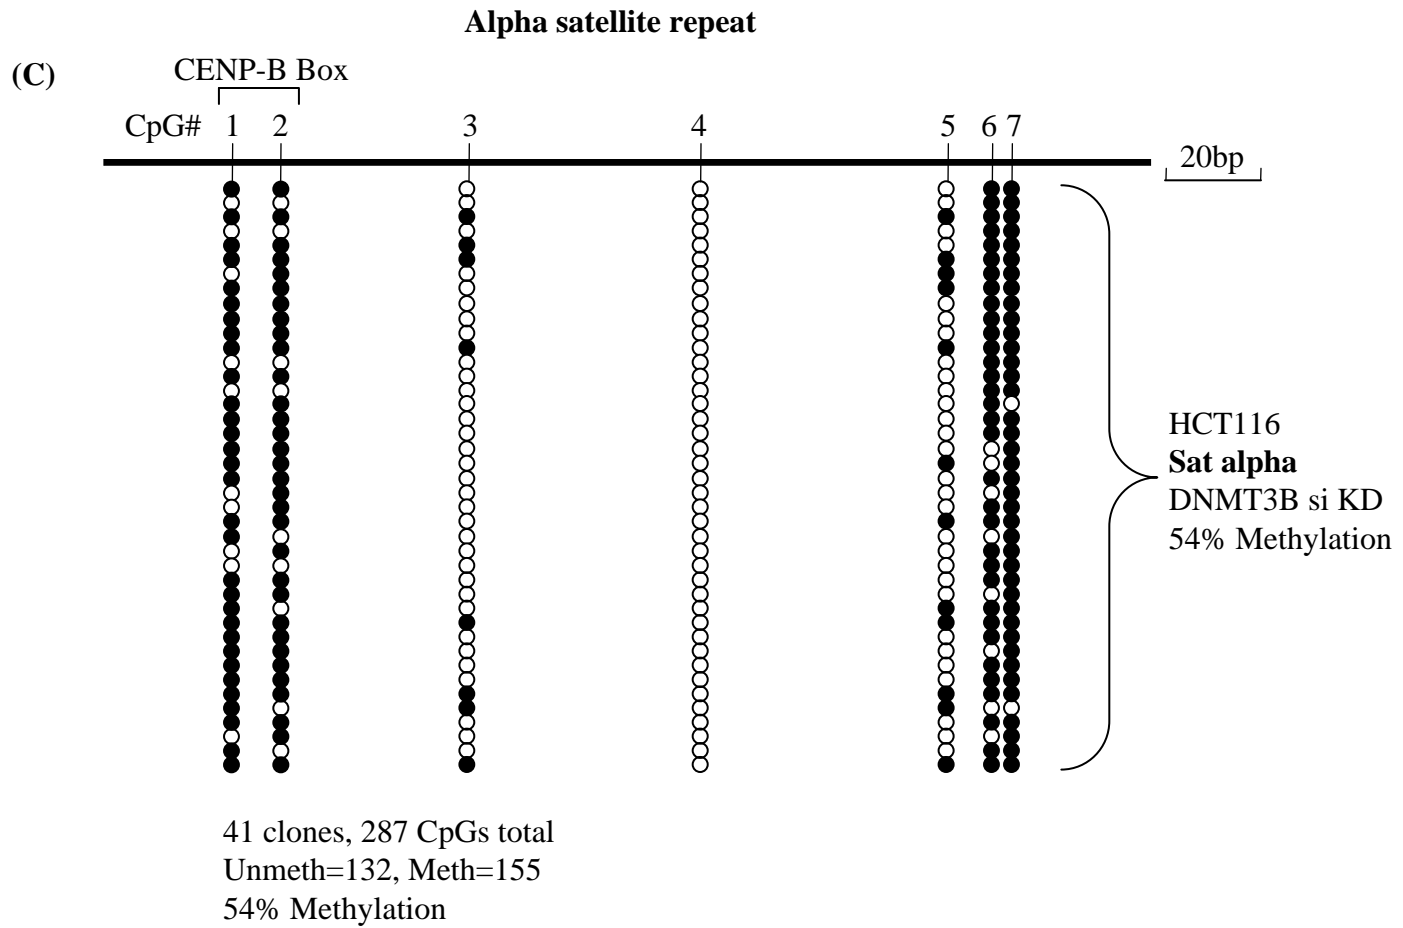 Alpha satellite repeat
(C)
CENP-B Box
CpG# 1 2 3 4 5 6 7
20bp
HCT116
Sat alpha
DNMT3B si KD
54% Methylation
41 clones, 287 CpGs total
Unmeth=132, Meth=155
54% Methylation